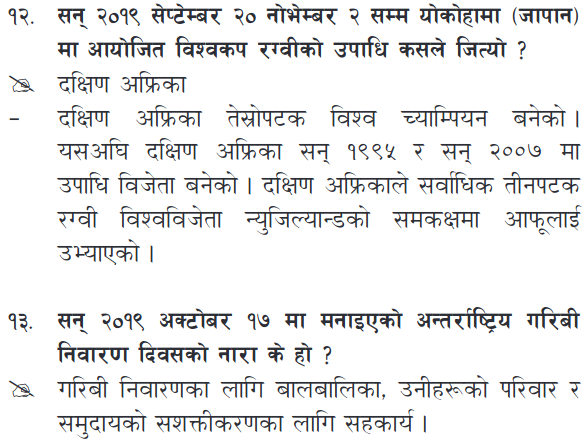 १२. सन् २०१९ सेप्टेम्बर २० नोभेम्बर २ सम्म योकोहामा (जापान)
मा आयोजित विश्वकप रग्वीको उपाधि कसले जित्यो ?
दक्षिण अफ्रिका
– दक्षिण अफ्रिका तेस्रोपटक विश्व च्याम्पियन बनेको।
यसअघि दक्षिण अफ्रिका सन् १९९५ र सन् २००७ मा
उपाधि विजेता बनेको । दक्षिण अफ्रिकाले सर्वाधिक तीनपटक
रग्वी विश्वविजेता न्युजिल्यान्डको समकक्षमा आफूलाई
उभ्याएको ।
१३. सन् २०१९ अक्टोबर १७ मा मनाइएको अन्तर्राष्ट्रिय गरिबी
निवारण दिवसको नारा के हो ?
गरिबी निवारणका लागि बालबालिका, उनीहरूको परिवार र
समुदायको सशक्तीकरणका लागि सहकार्य ।